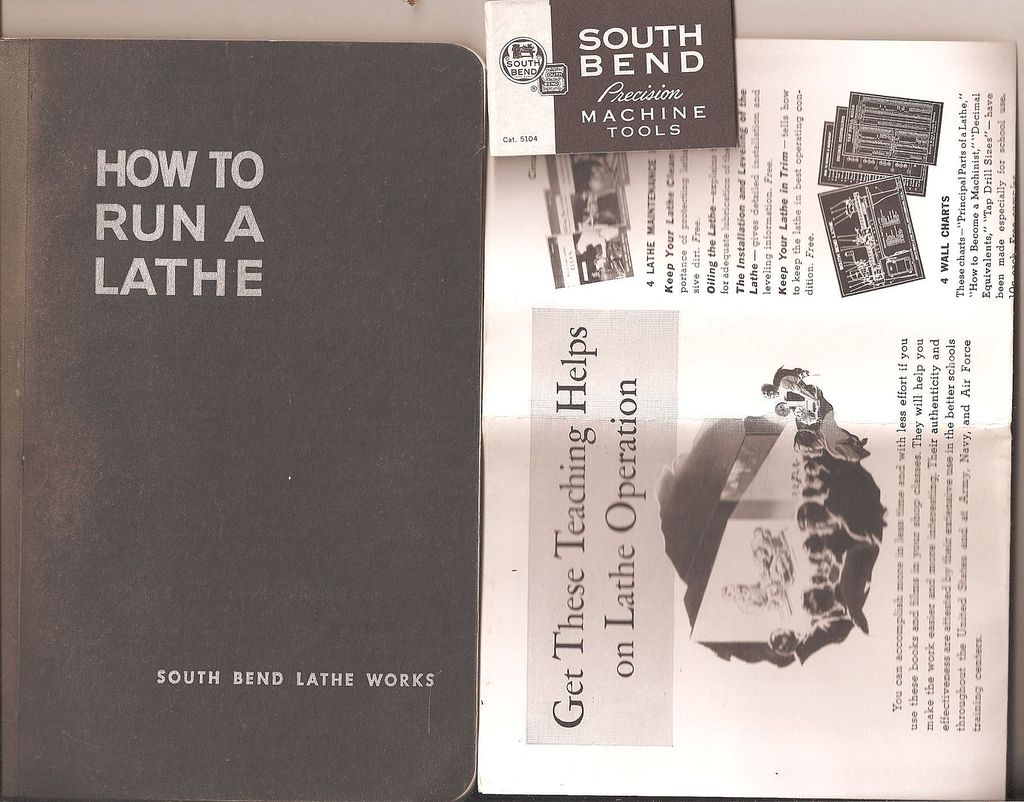 HOW TO
RUN A
LATHE
SOUTH BEND LATHE WORKS
SOUTH
BEND
SOUTH
BEND
Precision
MACHINE
TOOLS
Cat. 5104
4 LATHE MAINTENANCE
Keep Your Lathe Clean
portance of protecting lathe
sive dirt. Free.
Oiling the Lathe—explains
for adequate lubrication of the
The Installation and Leveling of the
Lathe—gives detailed installation and
leveling information. Free.
Keep Your Lathe in Trim—tells how
to keep the lathe in best operating con-
dition. Free.
4 WALL CHARTS
These charts—"Principal Parts of a Lathe,"
"How to Become a Machinist," "Decimal
Equivalents," "Tap Drill Sizes"—have
been made especially for school use.
Get These Teaching Helps
on Lathe Operation
You can accomplish more in less time and with less effort if you
use these books and films in your shop classes. They will help you
make the work easier and more interesting. Their authenticity and
effectiveness are attested by their extensive use in the better schools
throughout the United States and at Army, Navy, and Air Force
training centers.